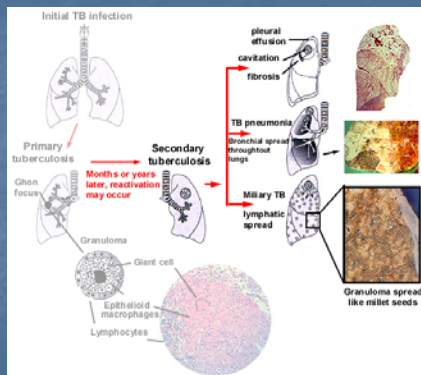 Initial TB infection
Primary
tuberculosis
Ghon
focus
Months or years
later, reactivation
may occur
Secondary
tuberculosis
pleural
effusion
cavitation
fibrosis
TB pneumonia
Bronchial spread
throughtout
lungs
Miliary TB
lymphatic
spread
Granuloma spread
like millet seeds
Granuloma
Giant cell
Epithelioid
macrophages
Lymphocytes